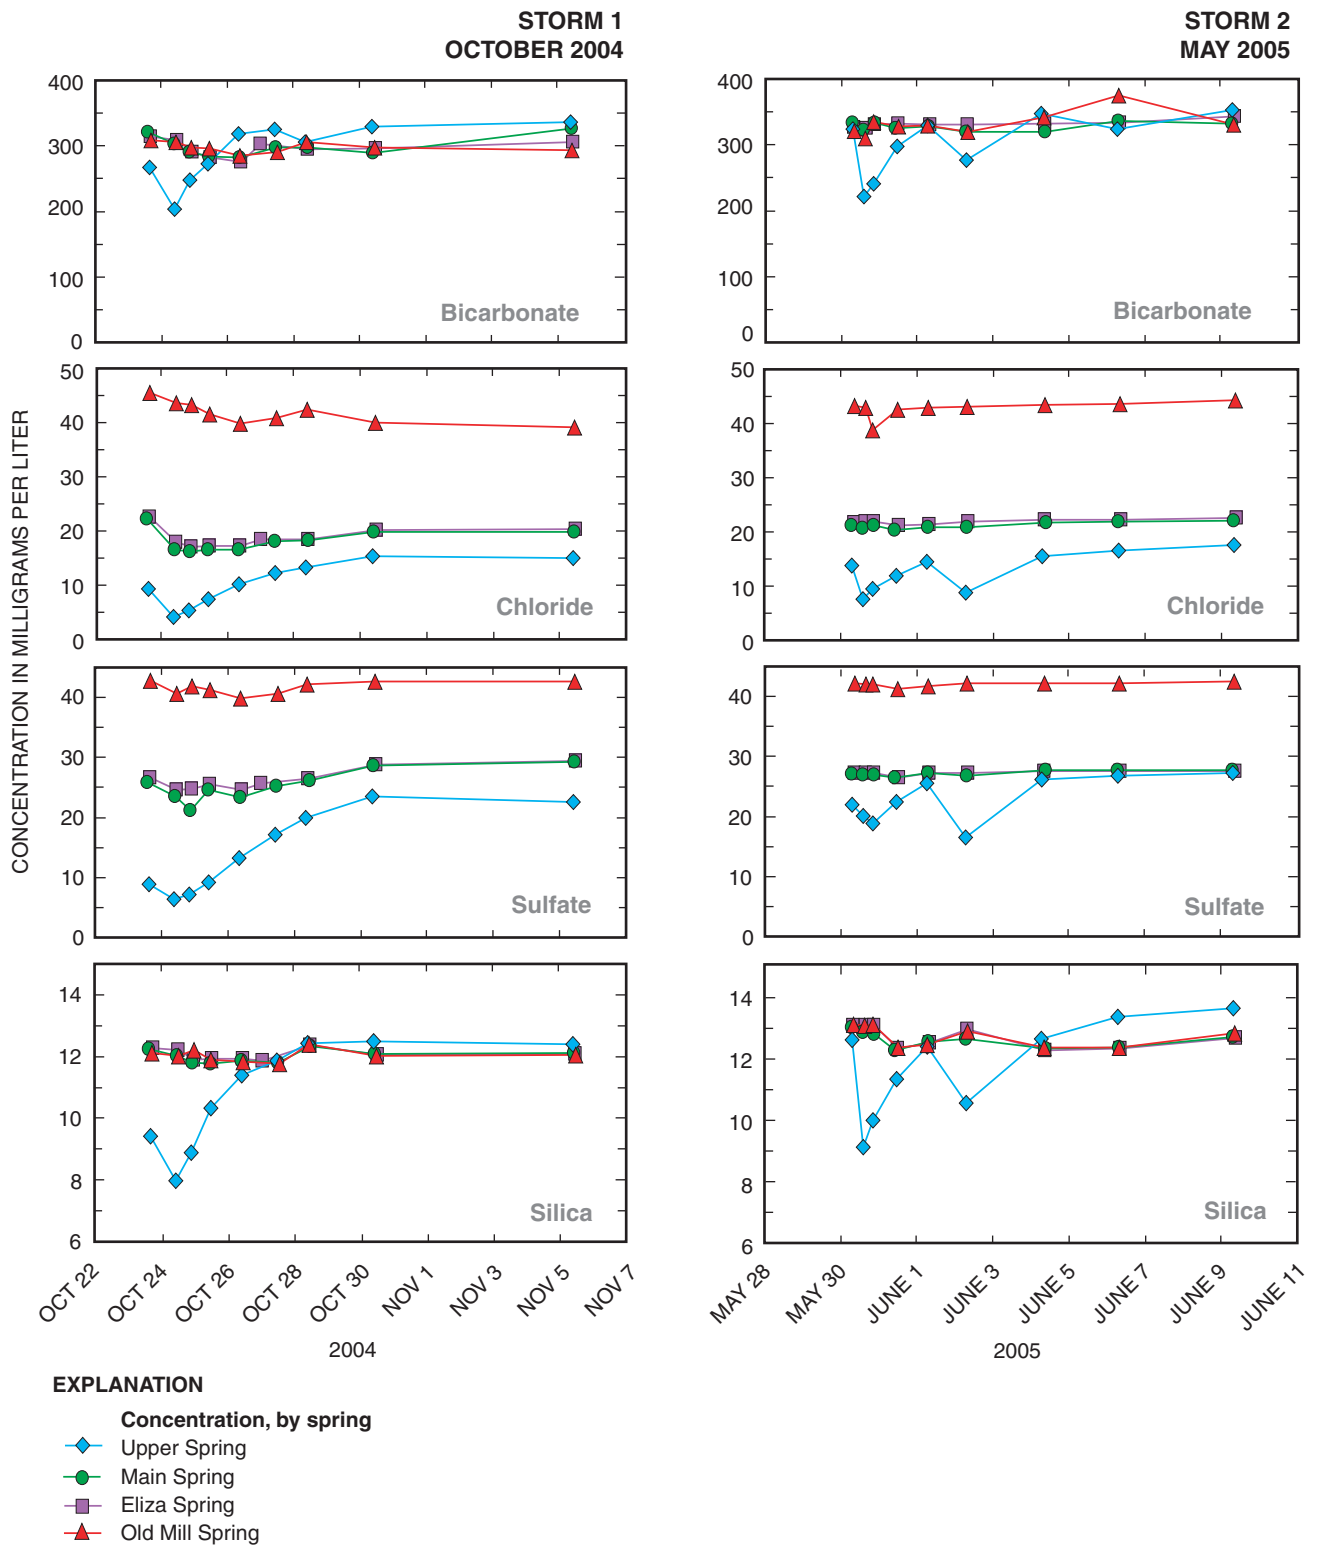 STORM 1
OCTOBER 2004
STORM 2
MAY 2005
CONCENTRATION IN MILLIGRAMS PER LITER
400
300
200
100
0
Bicarbonate
400
300
200
100
0
Bicarbonate
50
40
30
20
10
0
Chloride
50
40
30
20
10
0
Chloride
40
30
20
10
0
Sulfate
40
30
20
10
0
Sulfate
14
12
10
8
6
Silica
14
12
10
8
6
Silica
OCT 22
OCT 24
OCT 26
OCT 28
OCT 30
NOV 1
NOV 3
NOV 5
NOV 7
2004
MAY 28
MAY 30
JUNE 1
JUNE 3
JUNE 5
JUNE 7
JUNE 9
JUNE 11
2005
EXPLANATION
Concentration, by spring
Upper Spring
Main Spring
Eliza Spring
Old Mill Spring